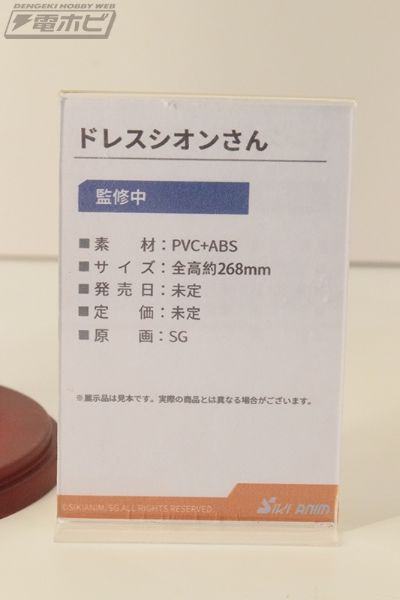 DENGEKI HOBBY WEB
電ホビ
ドレスシオンさん
監修中
■素　材：PVC+ABS
■サイズ：全高約268mm
■発売日：未定
■定　価：未定
■原　画：SG
※展示品は見本です。実際の商品とは異なる場合がございます。
©SIKIANIM, SG ALL RIGHTS RESERVED.
SIKI ANIM